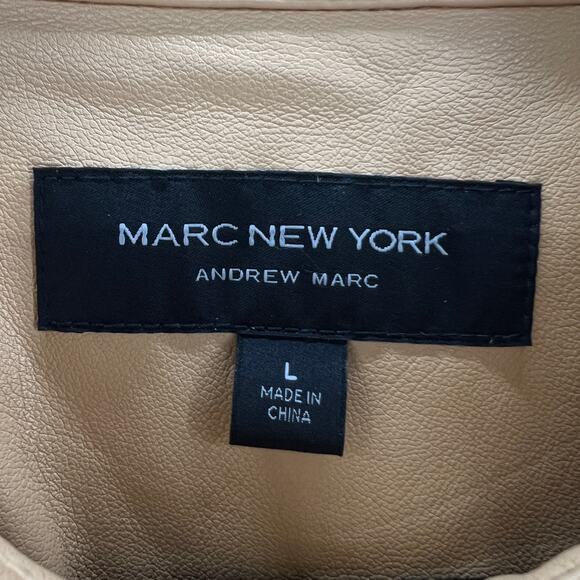 MARC NEW YORK
ANDREW MARC
L
MADE IN
CHINA